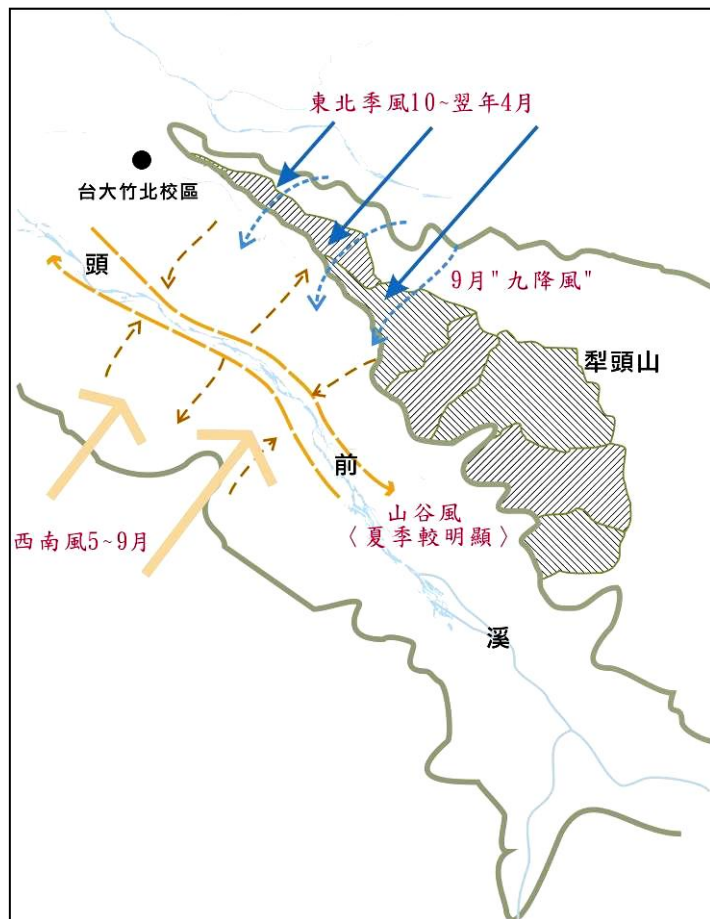 東北季風10~翌年4月
台大竹北校區
頭
9月"九降風"
犁頭山
前
山谷風
〈夏季較明顯〉
西南風5~9月
溪